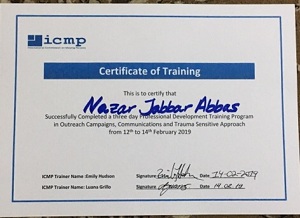 icmp
Certificate of Training
This is to certify that
Nazar Jabbar Abbas
Successfully Completed a three day Professional Development Training Program
in Outreach Campaigns, Communications and Trauma Sensitive Approach
from 12th to 14th February 2019
ICMP Trainer Name: Emily Hudson Signature Date 14-02-2019
ICMP Trainer Name: Loana Grillo Signature Date 14.02.19